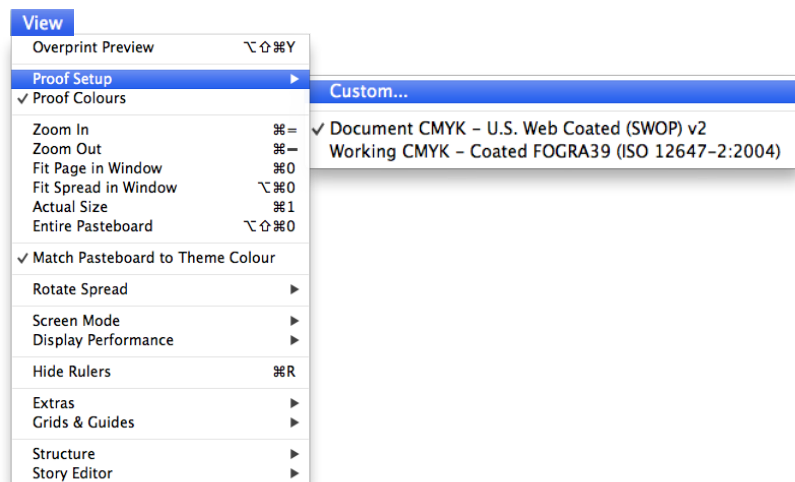 View
Overprint Preview ⌥⇧⌘Y
Proof Setup ▶
✓ Proof Colours
Custom...
✓ Document CMYK – U.S. Web Coated (SWOP) v2
Working CMYK – Coated FOGRA39 (ISO 12647-2:2004)
Zoom In ⌘=
Zoom Out ⌘−
Fit Page in Window ⌘0
Fit Spread in Window ⌥⌘0
Actual Size ⌘1
Entire Pasteboard ⌥⇧⌘0
✓ Match Pasteboard to Theme Colour
Rotate Spread ▶
Screen Mode ▶
Display Performance ▶
Hide Rulers ⌘R
Extras ▶
Grids & Guides ▶
Structure ▶
Story Editor ▶